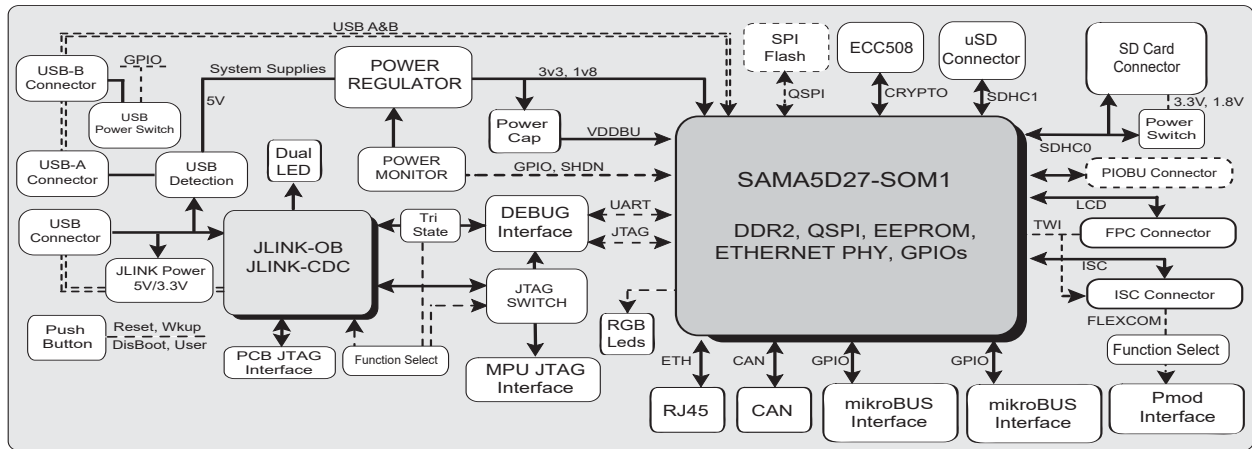 USB A&B
USB-B
Connector
GPIO
USB
Power Switch
System Supplies
5V
POWER
REGULATOR
3v3, 1v8
Power
Cap
VDDBU
SPI
Flash
QSPI
ECC508
CRYPTO
uSD
Connector
SDHC1
SD Card
Connector
3.3V, 1.8V
Power
Switch
SDHC0
USB-A
Connector
USB
Detection
Dual
LED
POWER
MONITOR
GPIO, SHDN
SAMA5D27-SOM1
DDR2, QSPI, EEPROM,
ETHERNET PHY, GPIOs
PIOBU Connector
LCD
TWI
FPC Connector
ISC
ISC Connector
FLEXCOM
Function Select
Pmod
Interface
USB
Connector
JLINK Power
5V/3.3V
JLINK-OB
JLINK-CDC
Tri
State
DEBUG
Interface
UART
JTAG
JTAG
SWITCH
RGB
Leds
Push
Button
Reset, Wkup
DisBoot, User
PCB JTAG
Interface
Function Select
MPU JTAG
Interface
ETH
RJ45
CAN
CAN
GPIO
mikroBUS
Interface
GPIO
mikroBUS
Interface